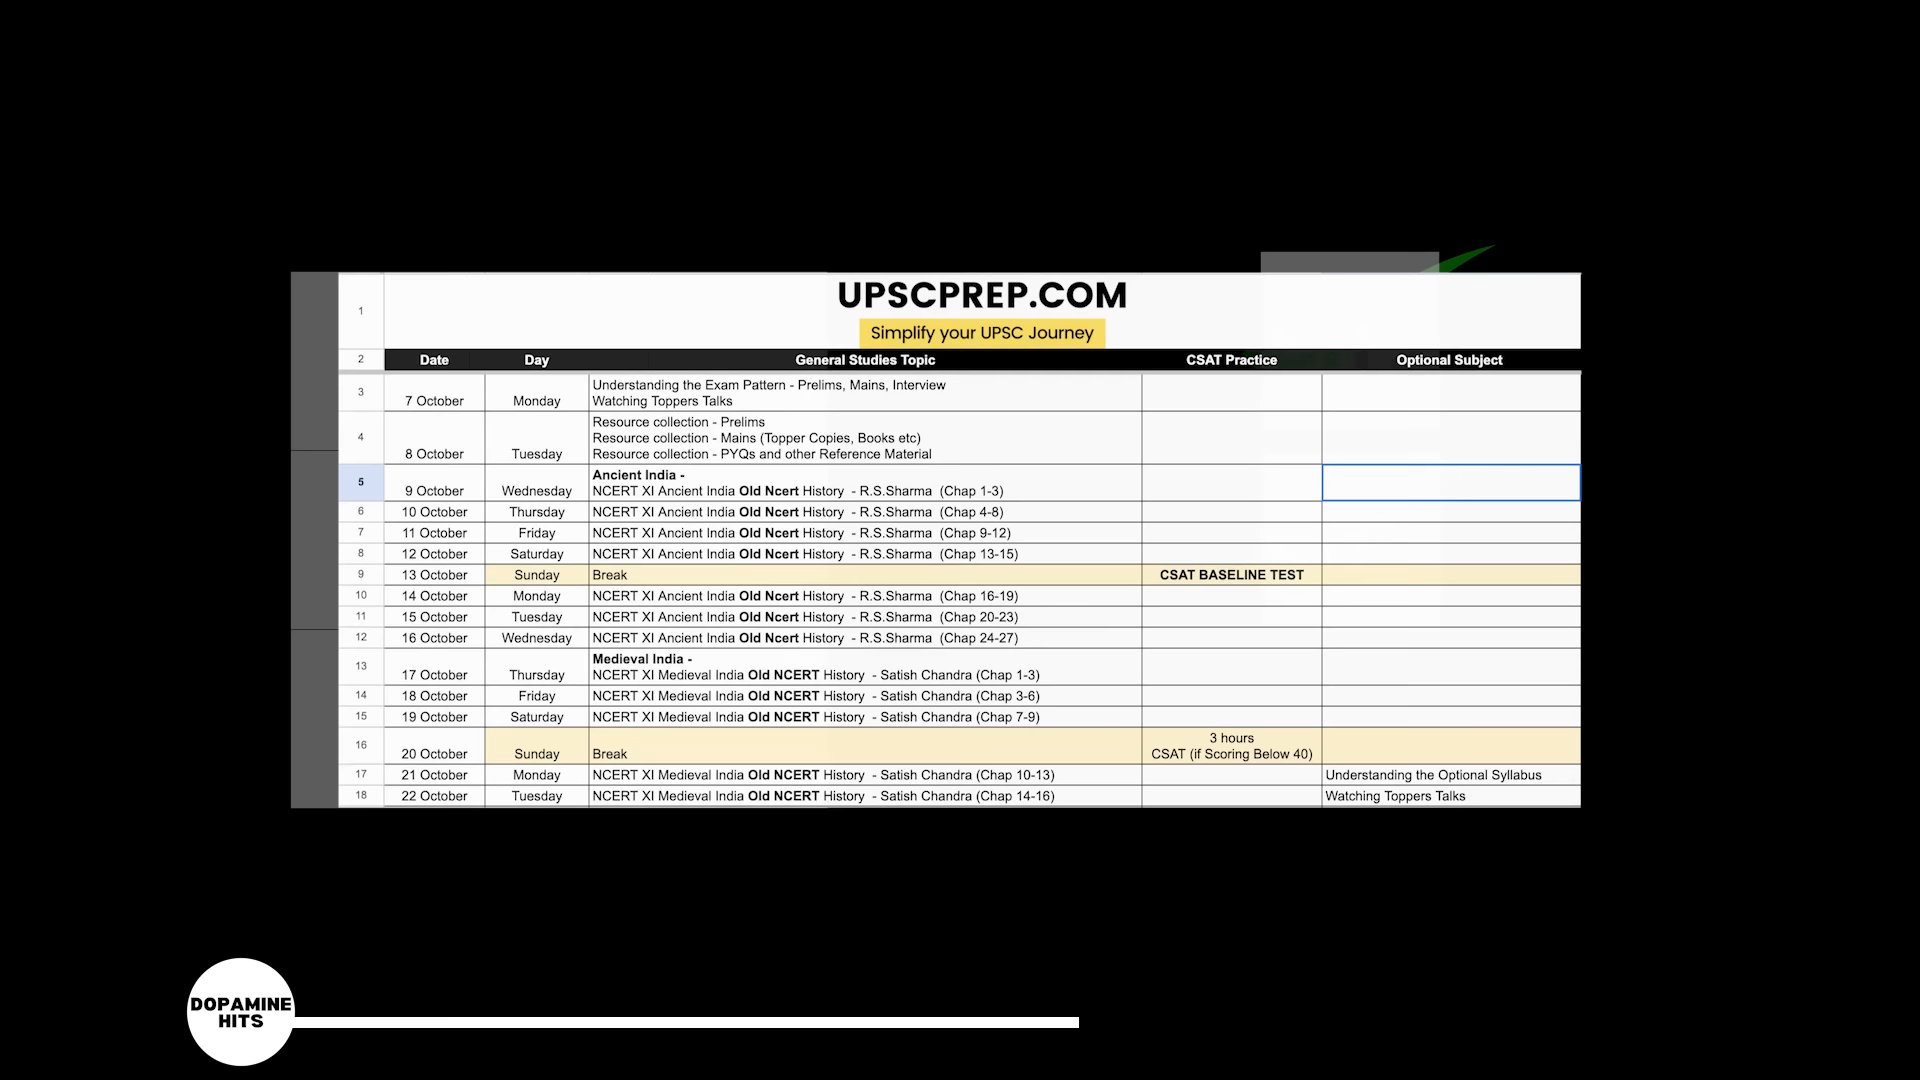 1
UPSCPREP.COM
Simplify your UPSC Journey
2 Date Day General Studies Topic CSAT Practice Optional Subject
3 7 October Monday Understanding the Exam Pattern - Prelims, Mains, Interview
Watching Toppers Talks
4 8 October Tuesday Resource collection - Prelims
Resource collection - Mains (Topper Copies, Books etc)
Resource collection - PYQs and other Reference Material
5 9 October Wednesday Ancient India -
NCERT XI Ancient India Old Ncert History - R.S.Sharma (Chap 1-3)
6 10 October Thursday NCERT XI Ancient India Old Ncert History - R.S.Sharma (Chap 4-8)
7 11 October Friday NCERT XI Ancient India Old Ncert History - R.S.Sharma (Chap 9-12)
8 12 October Saturday NCERT XI Ancient India Old Ncert History - R.S.Sharma (Chap 13-15)
9 13 October Sunday Break CSAT BASELINE TEST
10 14 October Monday NCERT XI Ancient India Old Ncert History - R.S.Sharma (Chap 16-19)
11 15 October Tuesday NCERT XI Ancient India Old Ncert History - R.S.Sharma (Chap 20-23)
12 16 October Wednesday NCERT XI Ancient India Old Ncert History - R.S.Sharma (Chap 24-27)
13 17 October Thursday Medieval India -
NCERT XI Medieval India Old NCERT History - Satish Chandra (Chap 1-3)
14 18 October Friday NCERT XI Medieval India Old NCERT History - Satish Chandra (Chap 3-6)
15 19 October Saturday NCERT XI Medieval India Old NCERT History - Satish Chandra (Chap 7-9)
16 20 October Sunday Break 3 hours
CSAT (if Scoring Below 40)
17 21 October Monday NCERT XI Medieval India Old NCERT History - Satish Chandra (Chap 10-13) Understanding the Optional Syllabus
18 22 October Tuesday NCERT XI Medieval India Old NCERT History - Satish Chandra (Chap 14-16) Watching Toppers Talks
DOPAMINE
HITS